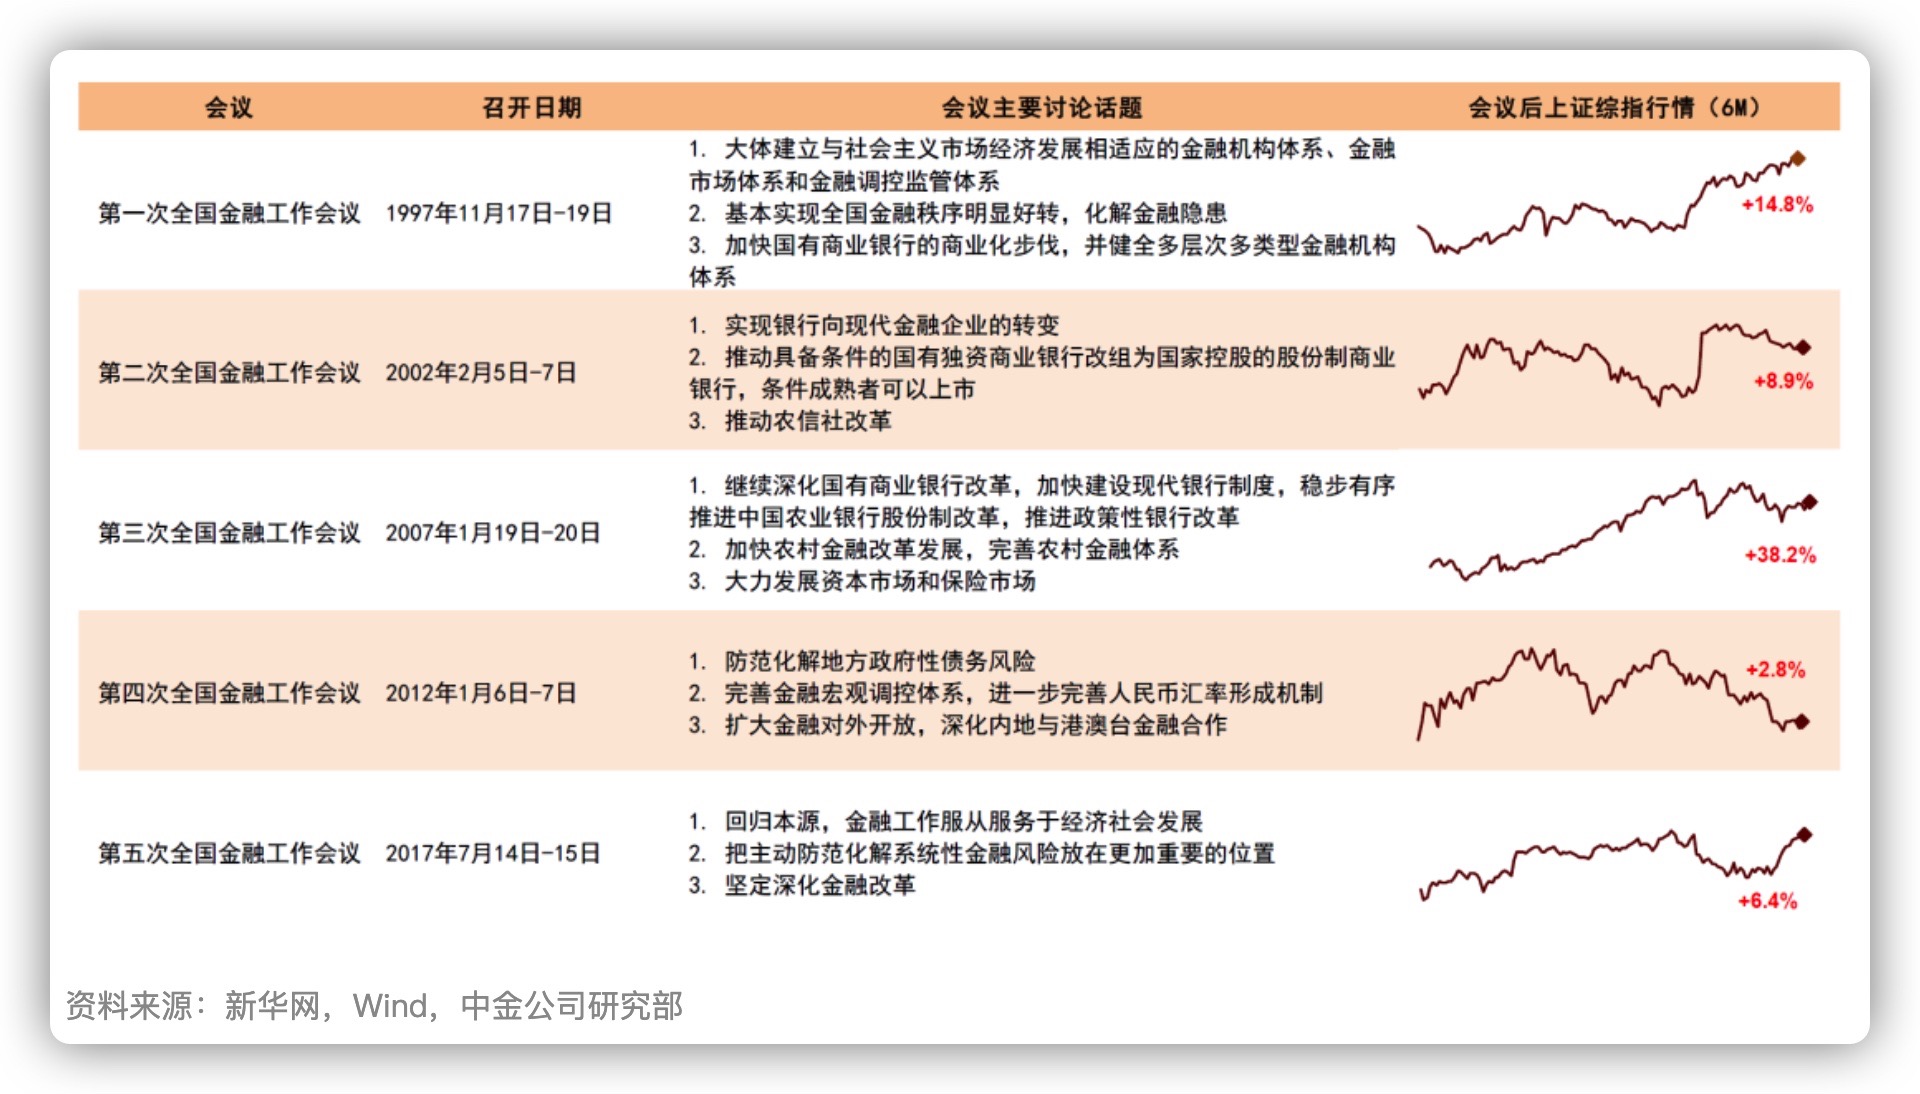 会议 召开日期 会议主要讨论话题 会议后上证综指行情（6M）
1. 大体建立与社会主义市场经济发展相适应的金融机构体系、金融
市场体系和金融调控监管体系
第一次全国金融工作会议 1997年11月17日-19日 2. 基本实现全国金融秩序明显好转，化解金融隐患
+14.8%
3. 加快国有商业银行的商业化步伐，并健全多层次多类型金融机构
体系
1. 实现银行向现代金融企业的转变
2. 推动具备条件的国有独资商业银行改组为国家控股的股份制商业
第二次全国金融工作会议 2002年2月5日-7日
银行，条件成熟者可以上市
+8.9%
3. 推动农信社改革
1. 继续深化国有商业银行改革，加快建设现代银行制度，稳步有序
推进中国农业银行股份制改革，推进政策性银行改革
第三次全国金融工作会议 2007年1月19日-20日
2. 加快农村金融改革发展，完善农村金融体系
+38.2%
3. 大力发展资本市场和保险市场
1. 防范化解地方政府性债务风险
+2.8%
第四次全国金融工作会议 2012年1月6日-7日 2. 完善金融宏观调控体系，进一步完善人民币汇率形成机制
3. 扩大金融对外开放，深化内地与港澳台金融合作
1. 回归本源，金融工作服从服务于经济社会发展
第五次全国金融工作会议 2017年7月14日-15日 2. 把主动防范化解系统性金融风险放在更加重要的位置
3. 坚定深化金融改革
+6.4%
资料来源：新华网，Wind，中金公司研究部